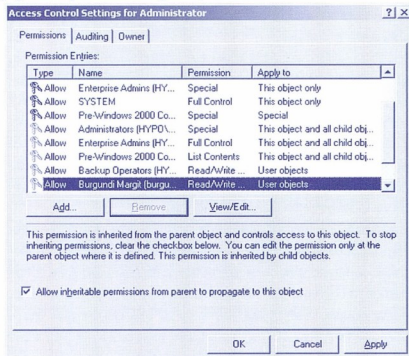 Access Control Settings for Administrator ? ×
Permissions Auditing Owner
Permission Entries:
Type Name Permission Apply to
Allow Enterprise Admins (HY... Special This object only
Allow SYSTEM Full Control This object only
Allow Pre-Windows 2000 Co... Special Special
Allow Administrators (HYPO\... Special This object and all child obj...
Allow Enterprise Admins (HY... Full Control This object and all child obj...
Allow Pre-Windows 2000 Co... List Contents This object and all child obj...
Allow Backup Operators (HY... Read/Write ... User objects
Allow Burgundi Margit (burgu... Read/Write ... User objects
Add... Remove View/Edit...
This permission is inherited from the parent object and controls access to this object. To stop
inheriting permissions, clear the checkbox below. You can edit the permission only at the
parent object where it is defined. This permission is inherited by child objects.
Allow inheritable permissions from parent to propagate to this object
OK Cancel Apply